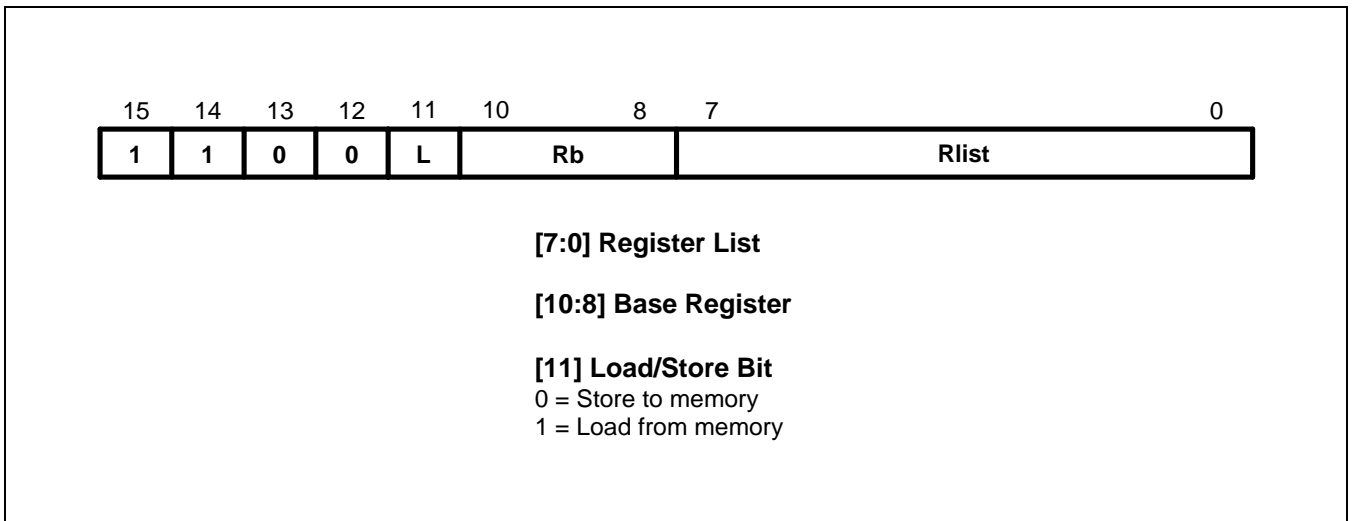 15 14 13 12 11 10 8 7 0
1 1 0 0 L Rb Rlist
[7:0] Register List
[10:8] Base Register
[11] Load/Store Bit
0 = Store to memory
1 = Load from memory